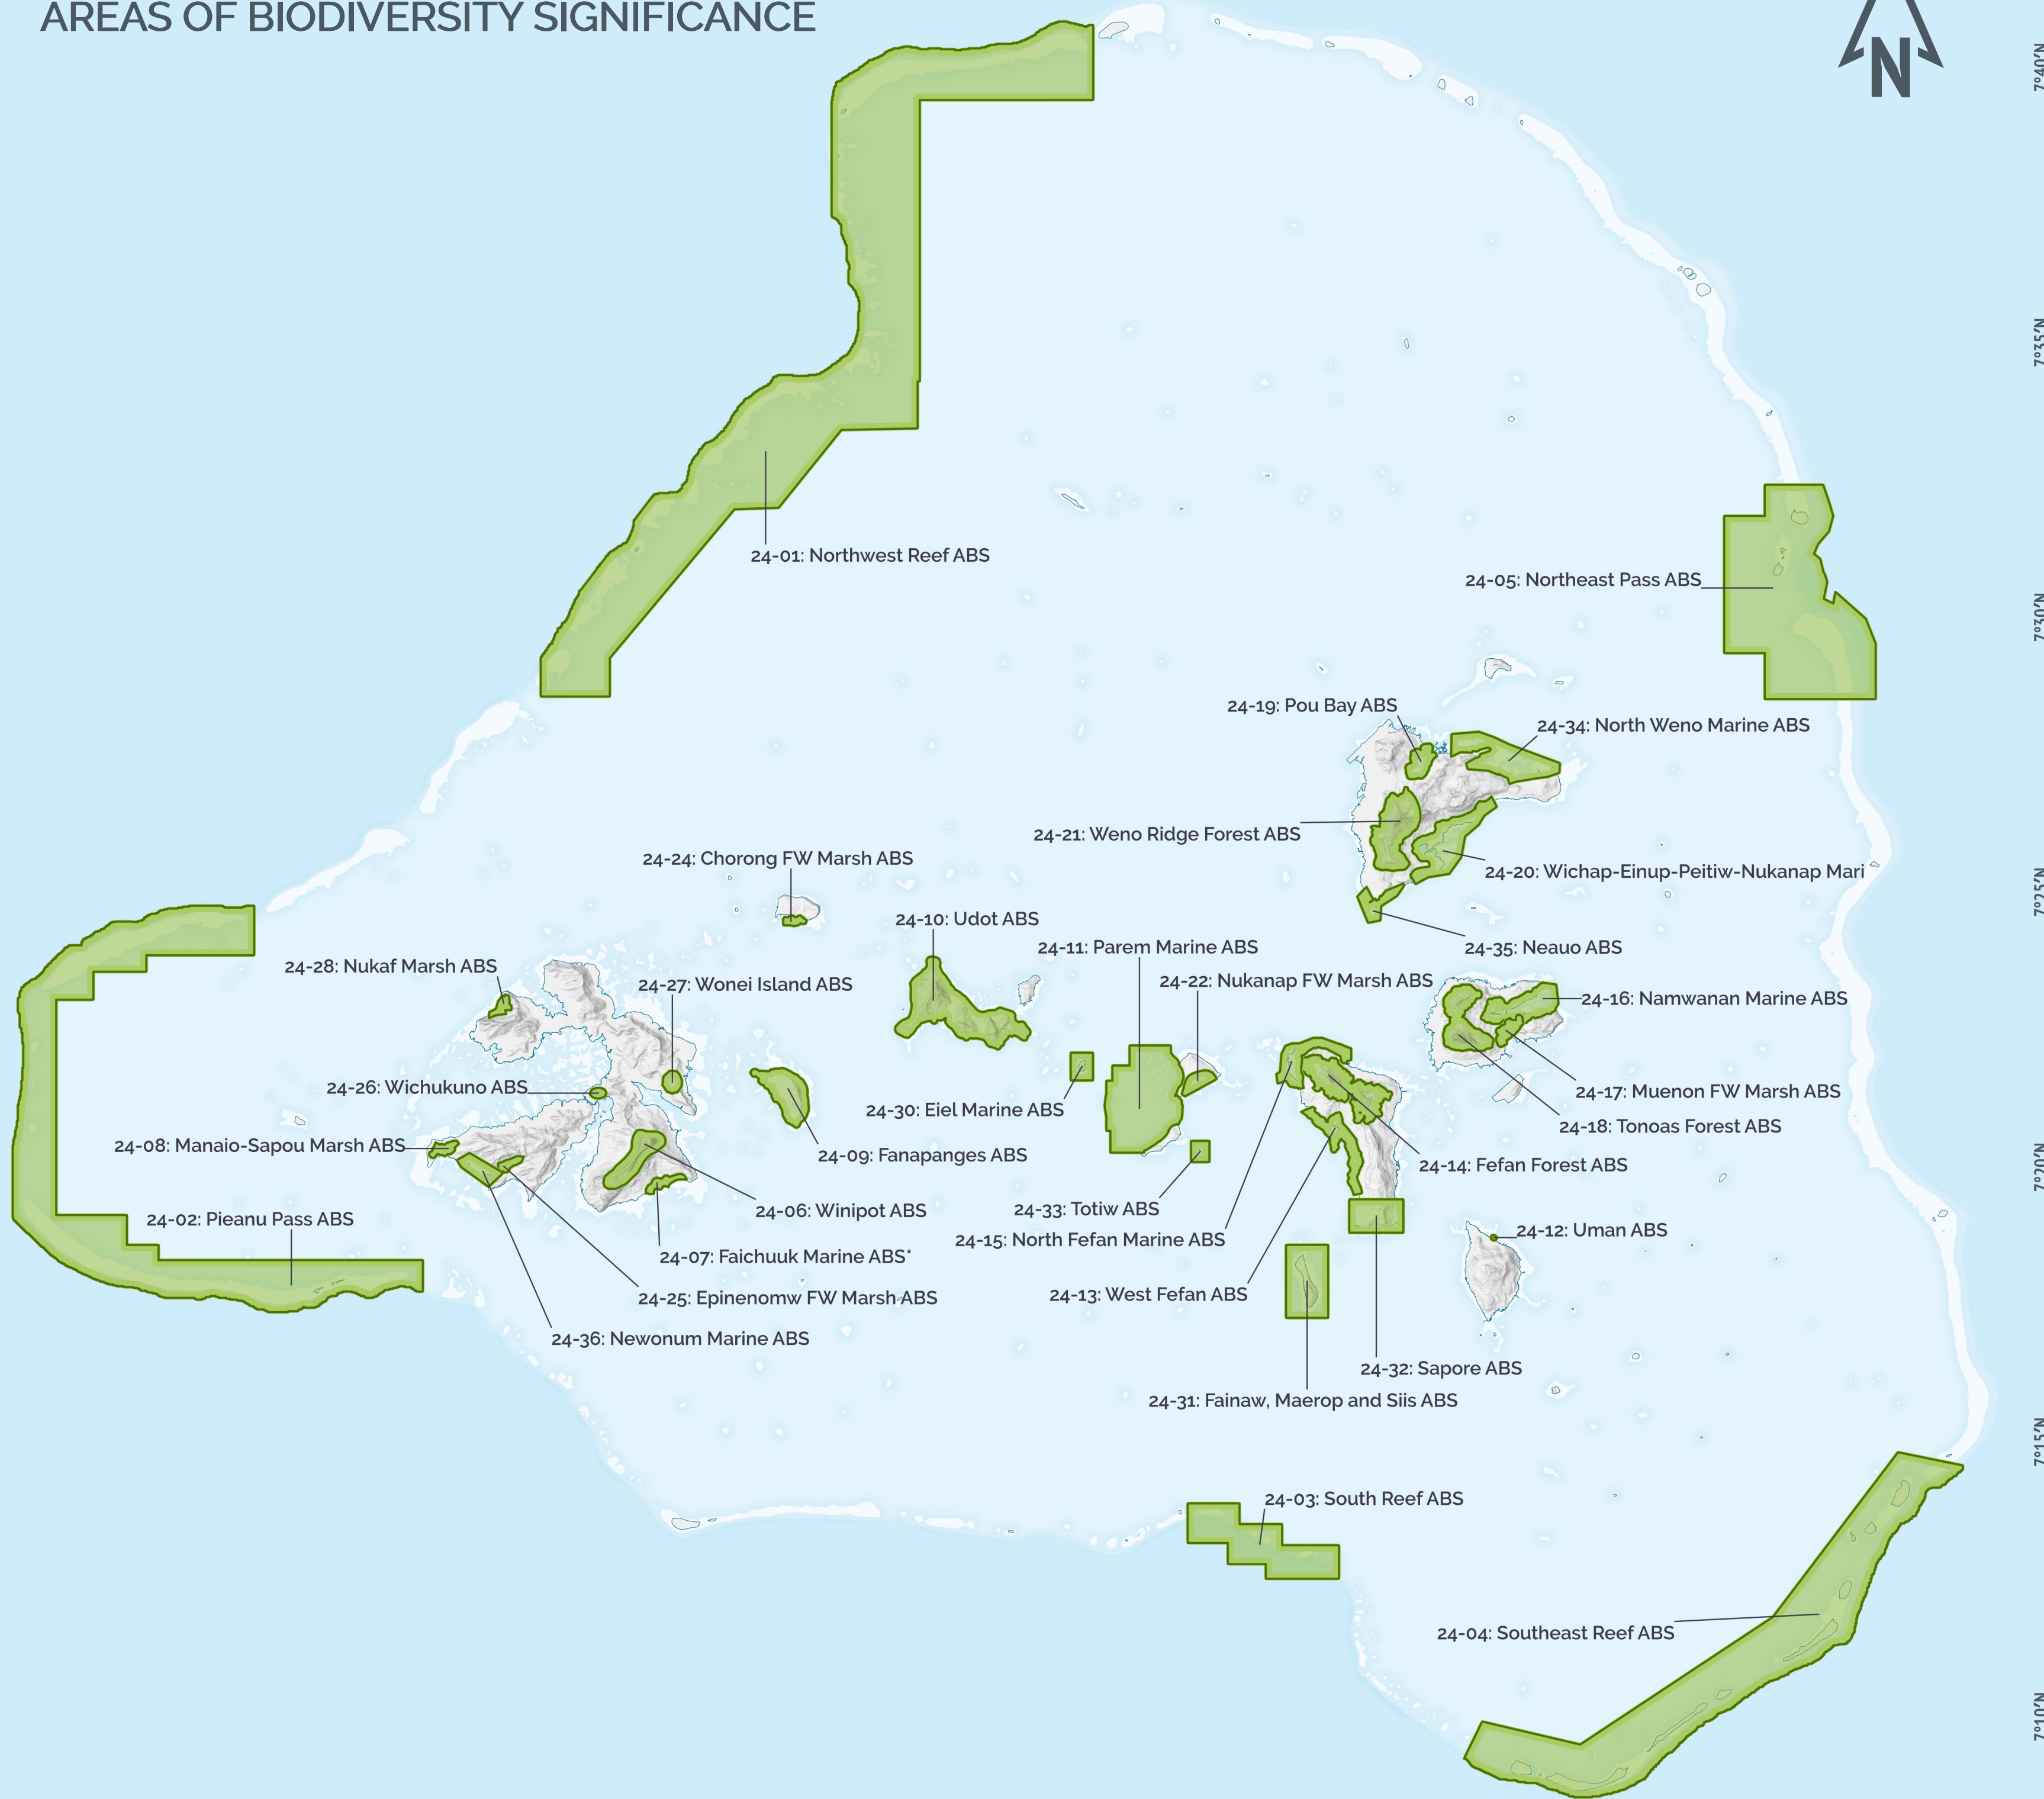 AREAS OF BIODIVERSITY SIGNIFICANCE
N
7°40'N
7°35'N
24-01: Northwest Reef ABS
24-05: Northeast Pass ABS
7°30'N
24-19: Pou Bay ABS
24-34: North Weno Marine ABS
24-21: Weno Ridge Forest ABS
24-24: Chorong FW Marsh ABS
24-20: Wichap-Einup-Peitiw-Nukanap Mari
7°25'N
24-10: Udot ABS
24-11: Parem Marine ABS
24-35: Neauo ABS
24-28: Nukaf Marsh ABS
24-27: Wonei Island ABS
24-22: Nukanap FW Marsh ABS
24-16: Namwanan Marine ABS
24-26: Wichukuno ABS
24-17: Muenon FW Marsh ABS
24-30: Eiel Marine ABS
24-18: Tonoas Forest ABS
24-08: Manaio-Sapou Marsh ABS
24-09: Fanapanges ABS
24-14: Fefan Forest ABS
7°20'N
24-06: Winipot ABS
24-33: Totiw ABS
24-02: Pieanu Pass ABS
24-12: Uman ABS
24-15: North Fefan Marine ABS
24-07: Faichuuk Marine ABS*
24-13: West Fefan ABS
24-25: Epinenomw FW Marsh ABS
24-36: Newonum Marine ABS
24-32: Sapore ABS
24-31: Fainaw, Maerop and Siis ABS
7°15'N
24-03: South Reef ABS
24-04: Southeast Reef ABS
7°10'N